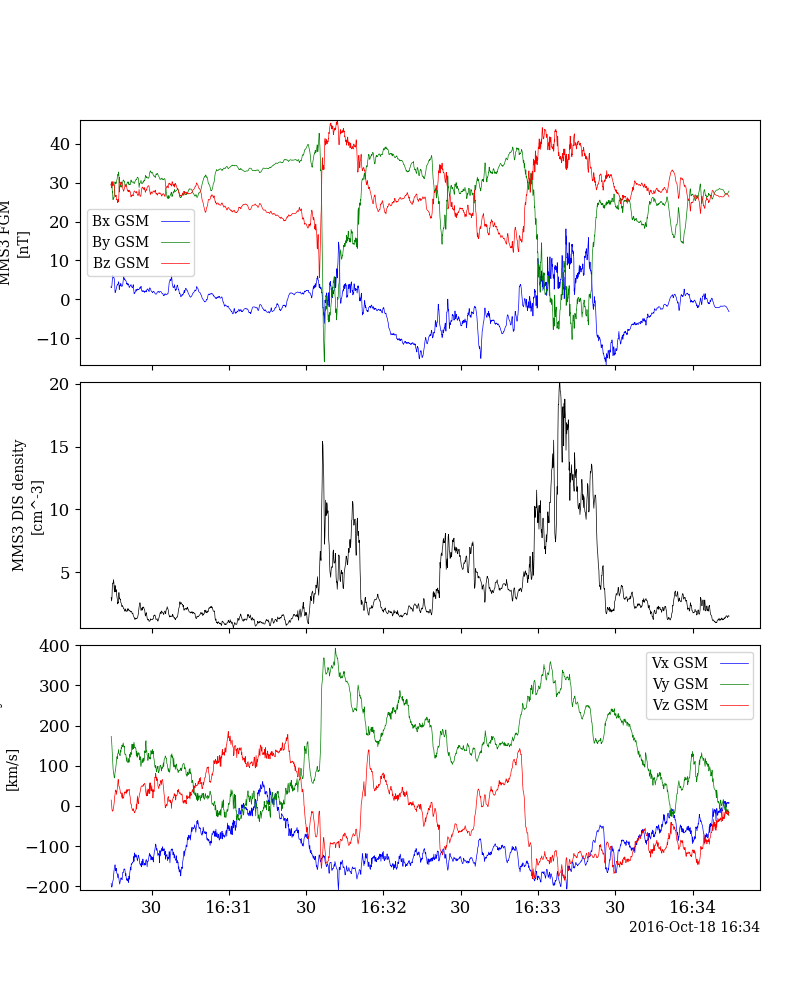 40
30
20
10
0
−10
MMS3 FGM
[nT]
Bx GSM
By GSM
Bz GSM
20
15
10
5
MMS3 DIS density
[cm^-3]
400
300
200
100
0
−100
−200
[km/s]
Vx GSM
Vy GSM
Vz GSM
30
16:31
30
16:32
30
16:33
30
16:34
2016-Oct-18 16:34